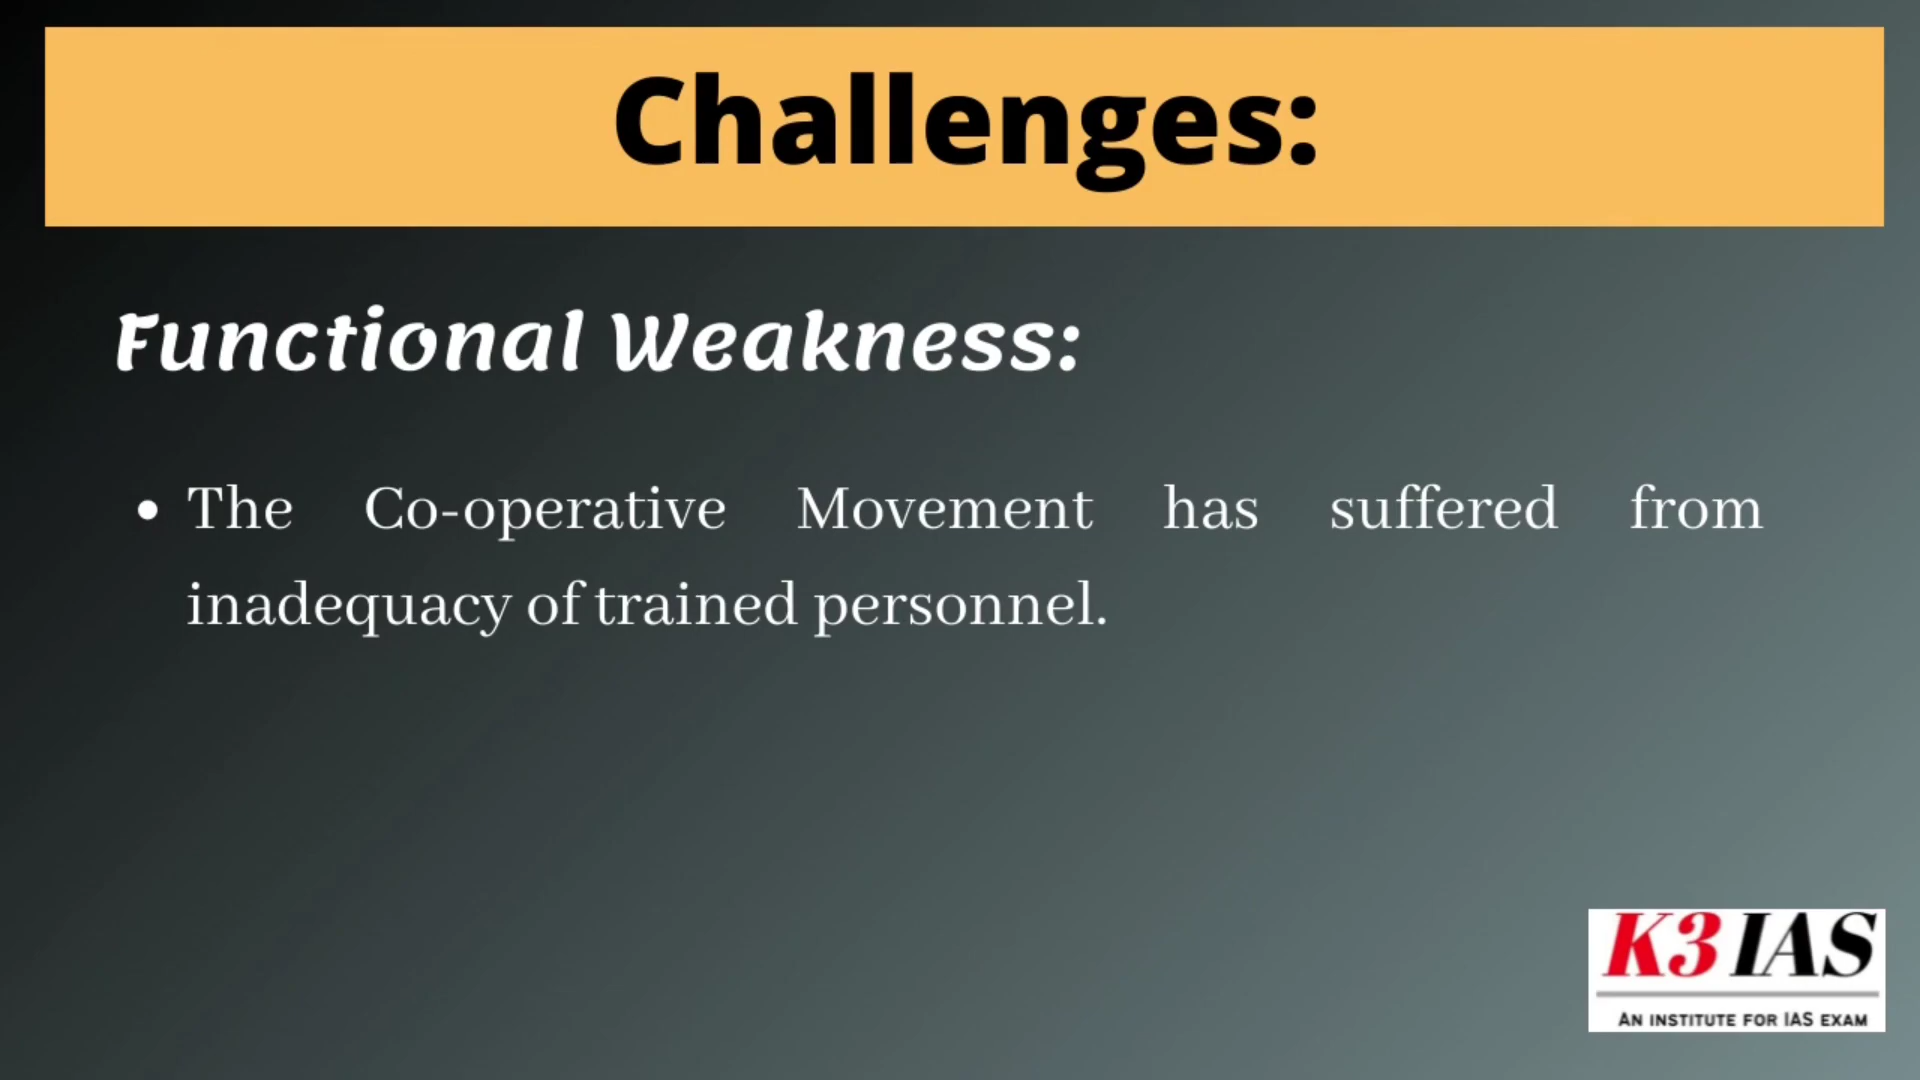 Challenges:
Functional Weakness:
• The Co-operative Movement has suffered from
inadequacy of trained personnel.
K3 IAS
AN INSTITUTE FOR IAS EXAM